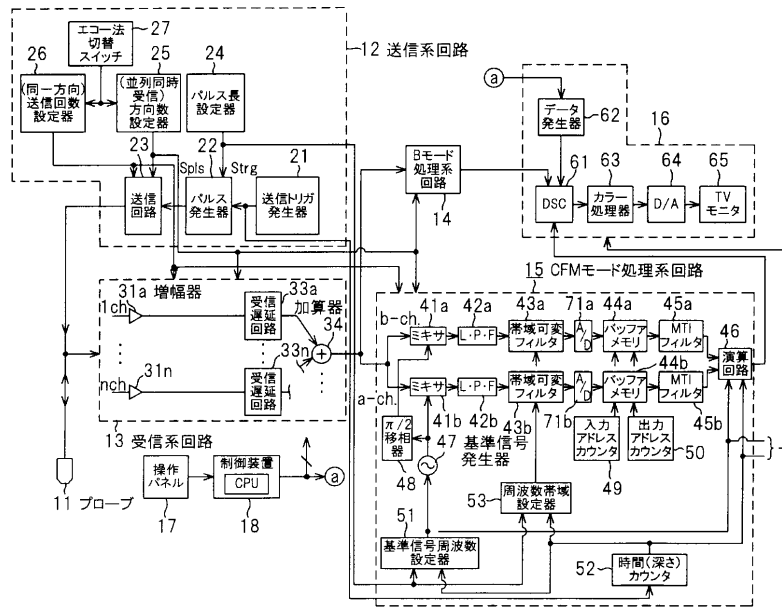 エコー法
切替
スイッチ
27
26
25
24
12 送信系回路
(同一方向)
送信回数
設定器
(並列同時
受信)
方向数
設定器
パルス長
設定器
23
Spls
22
Strg
21
送信
回路
パルス
発生器
送信トリガ
発生器
a
データ
発生器
62
16
Bモード
処理系
回路
14
61
63
64
65
DSC
カラー
処理器
D/A
TV
モニタ
31a
増幅器
33a
加算器
1ch
受信
遅延
回路
34
33n
nch
31n
受信
遅延
回路
13 受信系回路
15 CFMモード処理系回路
b-ch.
41a
42a
43a
71a
44a
45a
46
ミキサ
L・P・F
帯域可変
フィルタ
A/D
バッファ
メモリ
MTI
フィルタ
演算
回路
a-ch.
44b
ミキサ
L・P・F
帯域可変
フィルタ
A/D
バッファ
メモリ
MTI
フィルタ
41b
42b
43b
71b
45b
π/2
移相
器
48
47
基準信号
発生器
入力
アドレス
カウンタ
49
出力
アドレス
カウンタ
50
11 プローブ
操作
パネル
17
制御装置
CPU
18
a
53
周波数帯域
設定器
51
基準信号周波数
設定器
52
時間(深さ)
カウンタ